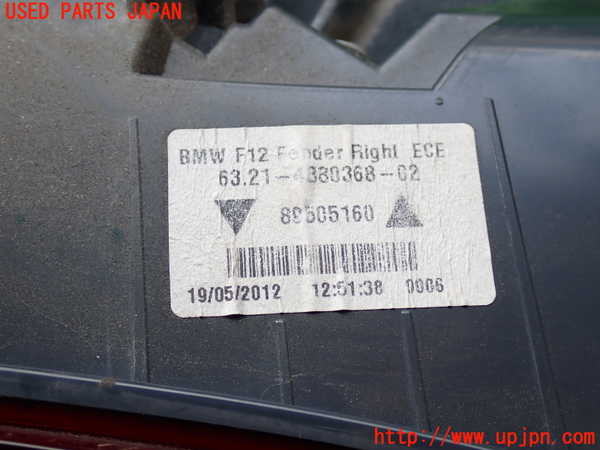 USED PARTS JAPAN
BMW F12 Fender Right ECE
63.21-4380368-02
89505160
19/05/2012 12:51:38 0006
http://www.upjpn.com/